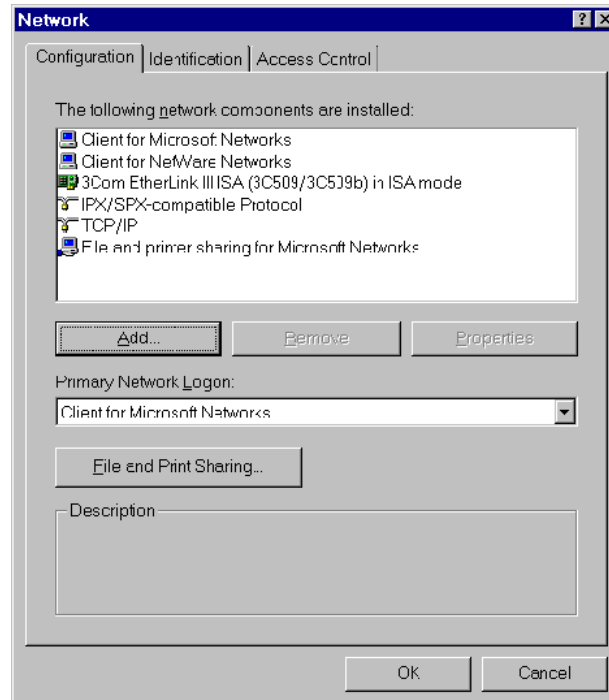 Network
Configuration Identification Access Control
The following network components are installed:
Client for Microsoft Networks
Client for NetWare Networks
3Com EtherLink III ISA (3C509/3C509b) in ISA mode
IPX/SPX-compatible Protocol
TCP/IP
File and printer sharing for Microsoft Networks
Add... Remove Properties
Primary Network Logon:
Client for Microsoft Networks
File and Print Sharing...
Description
OK Cancel